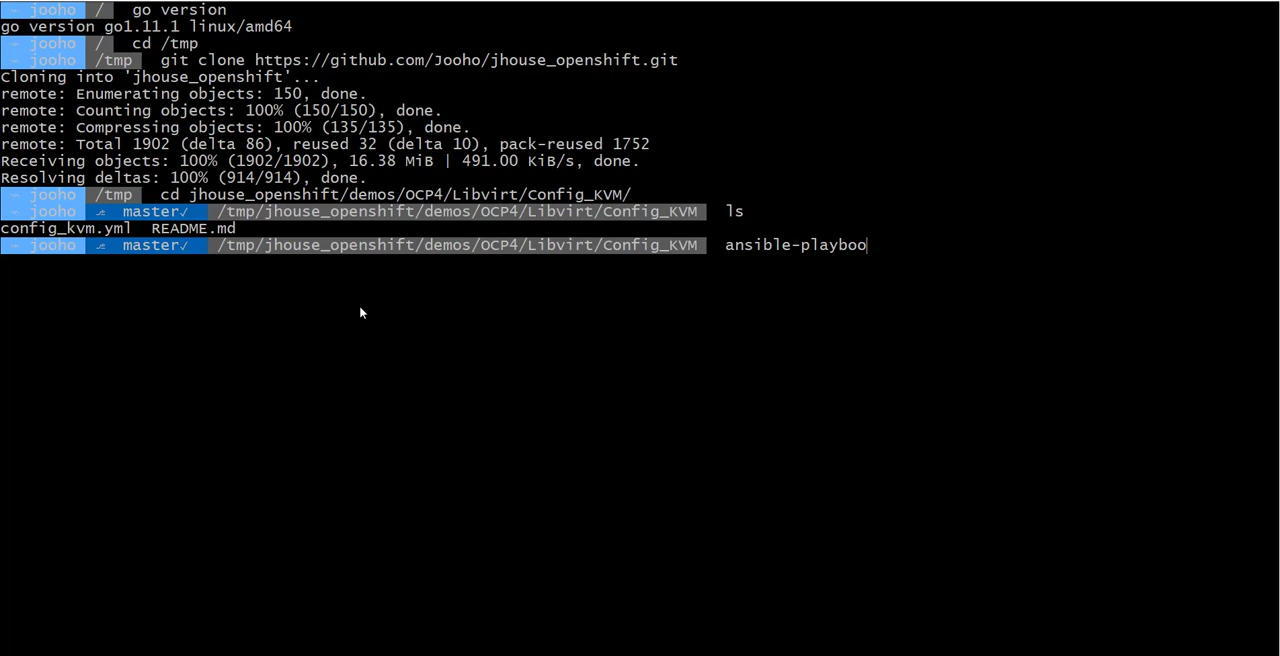 jooho / go version
go version go1.11.1 linux/amd64
jooho / cd /tmp
jooho /tmp git clone https://github.com/Jooho/jhouse_openshift.git
Cloning into 'jhouse_openshift'...
remote: Enumerating objects: 150, done.
remote: Counting objects: 100% (150/150), done.
remote: Compressing objects: 100% (135/135), done.
remote: Total 1902 (delta 86), reused 32 (delta 10), pack-reused 1752
Receiving objects: 100% (1902/1902), 16.38 MiB | 491.00 KiB/s, done.
Resolving deltas: 100% (914/914), done.
jooho /tmp cd jhouse_openshift/demos/OCP4/Libvirt/Config_KVM/
jooho master✓ /tmp/jhouse_openshift/demos/OCP4/Libvirt/Config_KVM ls
config_kvm.yml README.md
jooho master✓ /tmp/jhouse_openshift/demos/OCP4/Libvirt/Config_KVM ansible-playboo